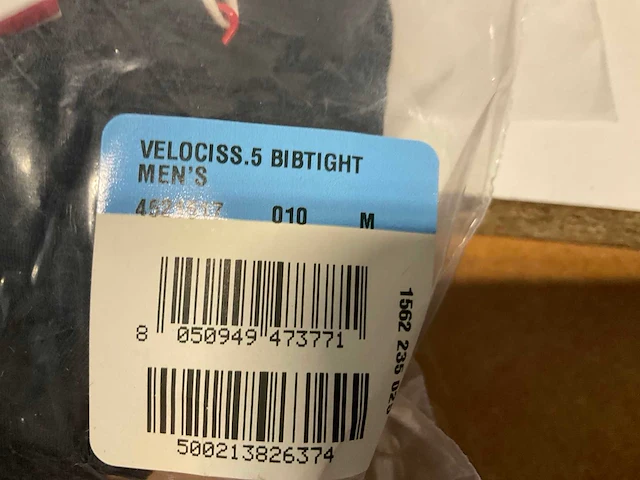 VELOCISS.5 BIBTIGHT
MEN'S
010 M
8 050949 473771
500213826374
1562 235